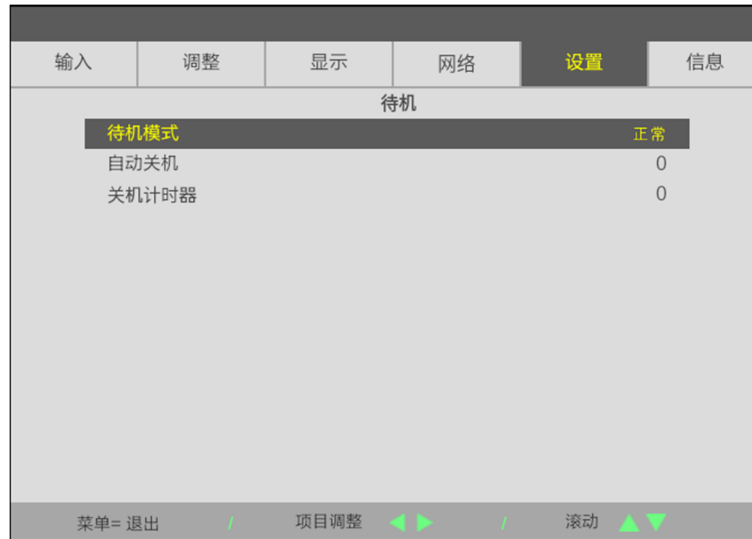 输入 调整 显示 网络 设置 信息
待机
待机模式 正常
自动关机 0
关机计时器 0
菜单= 退出 / 项目调整 ◀ ▶ / 滚动 ▲ ▼